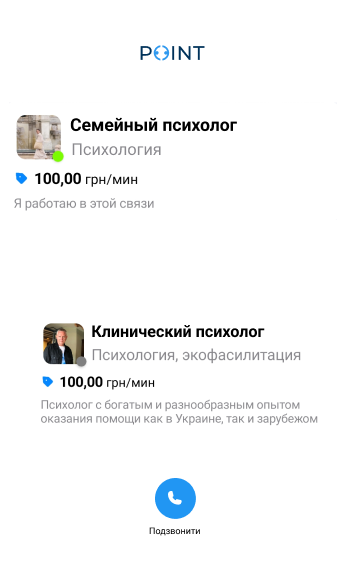 POINT
Семейный психолог
Психология
100,00 грн/мин
Я работаю в этой связи
Клинический психолог
Психология, экофасилитация
100,00 грн/мин
Психолог с богатым и разнообразным опытом
оказания помощи как в Украине, так и зарубежом
Подзвонити